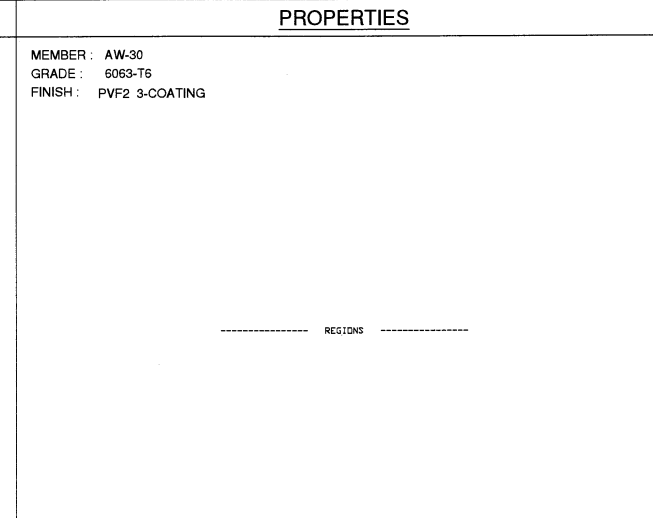 PROPERTIES
MEMBER : AW-30
GRADE : 6063-T6
FINISH : PVF2 3-COATING
---------------- REGIONS ----------------